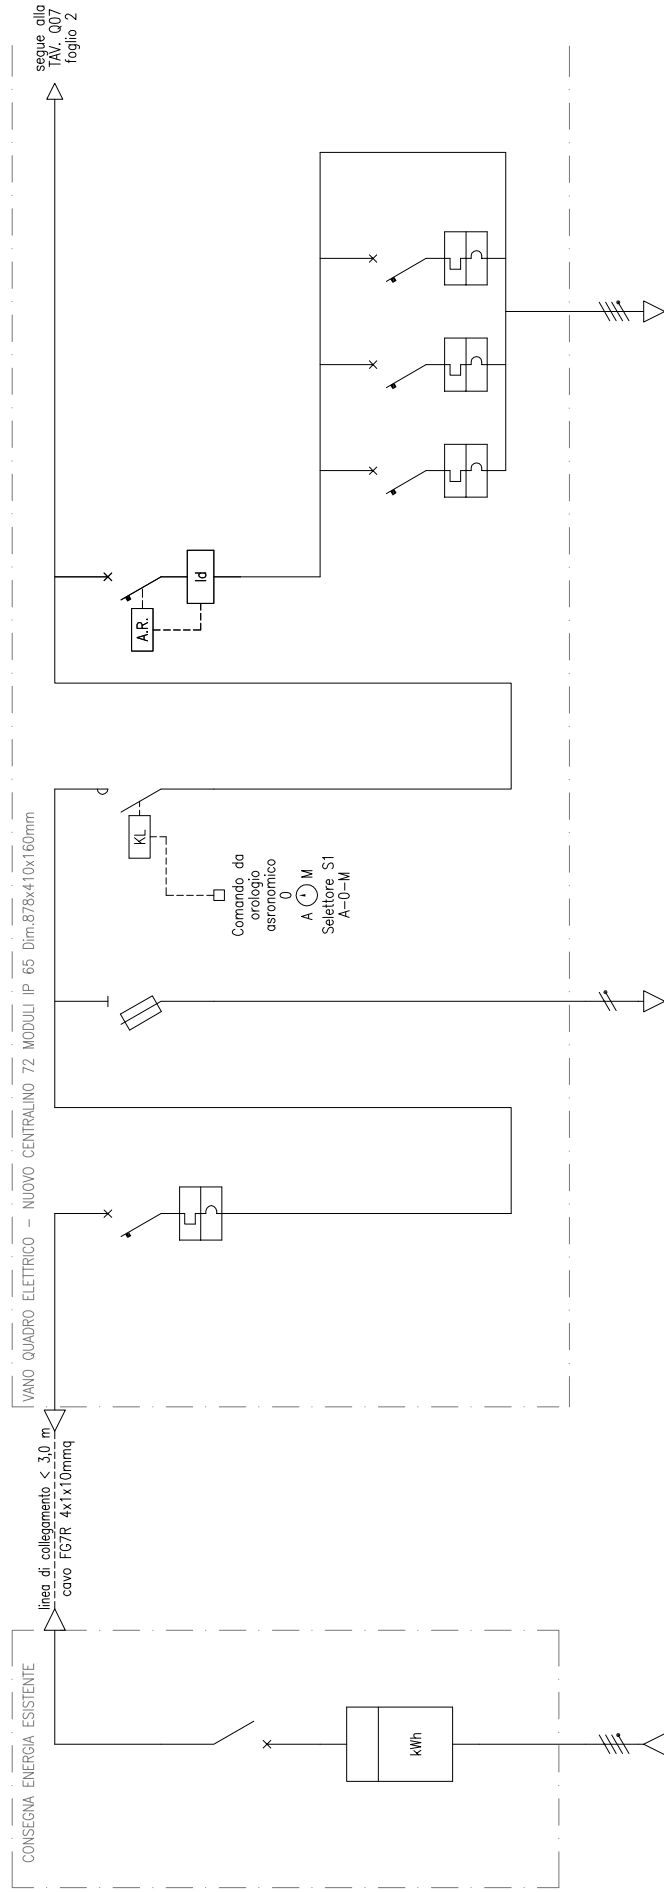 CONSEGNA ENERGIA ESISTENTE
kWh
linea di collegamento < 3,0 m
cavo FG7R 4x1x10mmq
VANO QUADRO ELETTRICO - NUOVO CENTRALINO 72 MODULI IP 65 Dim.878x410x160mm
KL
Comando da
orologio
asronomico
0
A M
Selettore S1
A-0-M
A.R.
Id
segue alla
TAV. Q07
foglio 2